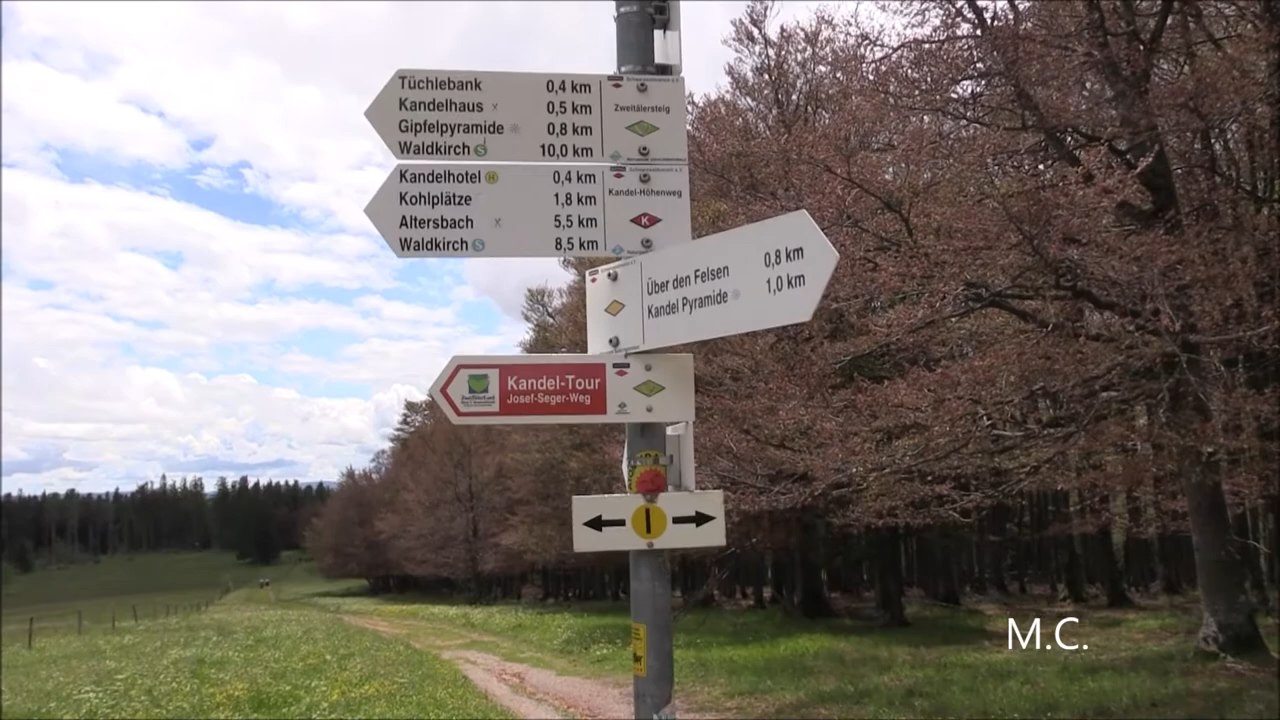 Tüchlebank 0,4 km
Kandelhaus 0,5 km
Gipfelpyramide 0,8 km
Waldkirch S 10,0 km
Zweitälersteig
Kandelhotel H 0,4 km
Kohlplätze 1,8 km
Altersbach 5,5 km
Waldkirch S 8,5 km
Kandel-Höhenweg
K
Über den Felsen 0,8 km
Kandel Pyramide 1,0 km
Kandel-Tour
Josef-Seger-Weg
I
M.C.